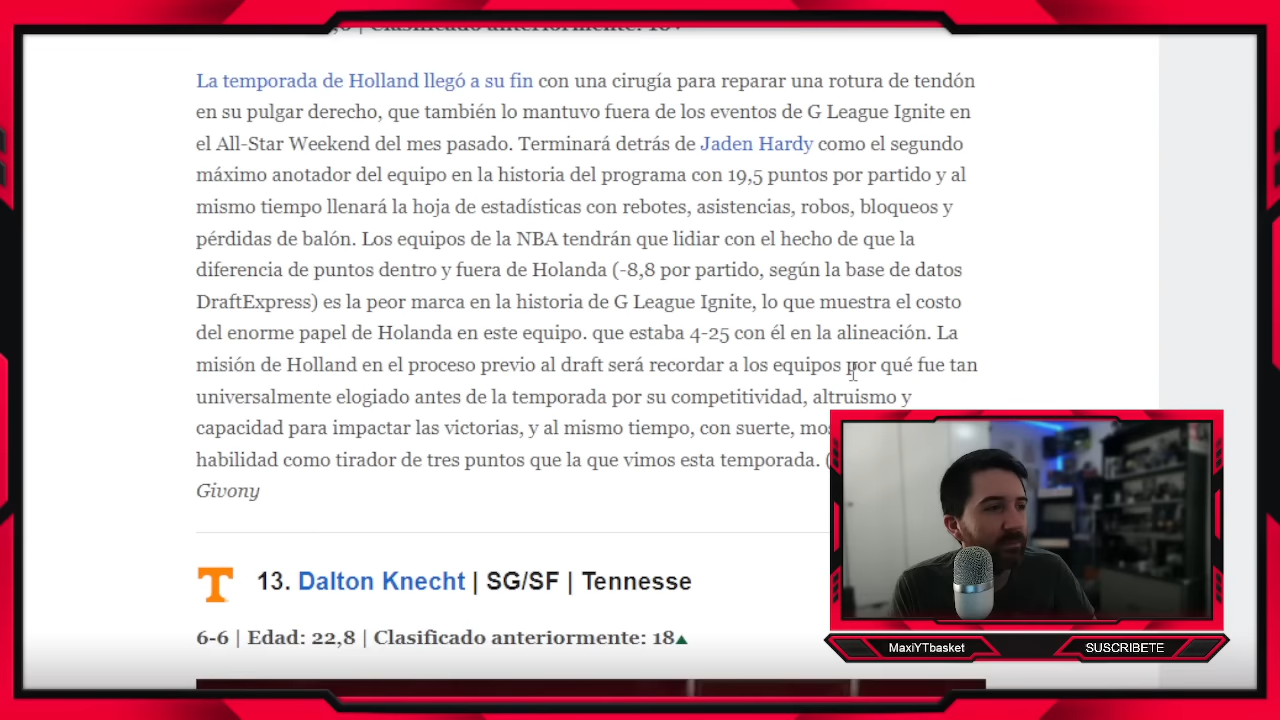 Clasificado anteriormente:
La temporada de Holland llegó a su fin con una cirugía para reparar una rotura de tendón
en su pulgar derecho, que también lo mantuvo fuera de los eventos de G League Ignite en
el All-Star Weekend del mes pasado. Terminará detrás de Jaden Hardy como el segundo
máximo anotador del equipo en la historia del programa con 19,5 puntos por partido y al
mismo tiempo llenará la hoja de estadísticas con rebotes, asistencias, robos, bloqueos y
pérdidas de balón. Los equipos de la NBA tendrán que lidiar con el hecho de que la
diferencia de puntos dentro y fuera de Holanda (-8,8 por partido, según la base de datos
DraftExpress) es la peor marca en la historia de G League Ignite, lo que muestra el costo
del enorme papel de Holanda en este equipo. que estaba 4-25 con él en la alineación. La
misión de Holland en el proceso previo al draft será recordar a los equipos por qué fue tan
universalmente elogiado antes de la temporada por su competitividad, altruismo y
capacidad para impactar las victorias, y al mismo tiempo, con suerte,
habilidad como tirador de tres puntos que la que vimos esta temporada. (
Givony
T 13. Dalton Knecht | SG/SF | Tennesse
6-6 | Edad: 22,8 | Clasificado anteriormente: 18▲
MaxiYTbasket
SUSCRIBETE